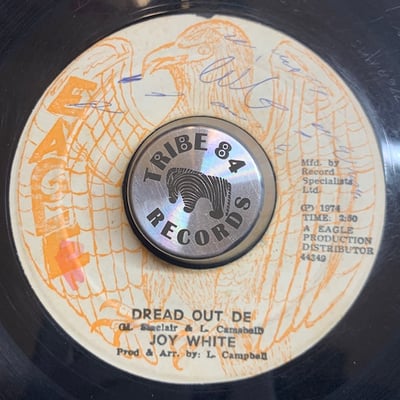 EAGLE
TRIBE 84
RECORDS
Mfd. by
Record
Specialists
Ltd.
(P) 1974
TIME: 2:50
A EAGLE
PRODUCTION
DISTRIBUTOR
44349
DREAD OUT DE
(M. Sinclair & L. Campbell)
JOY WHITE
Prod & Arr. by: L. Campbell